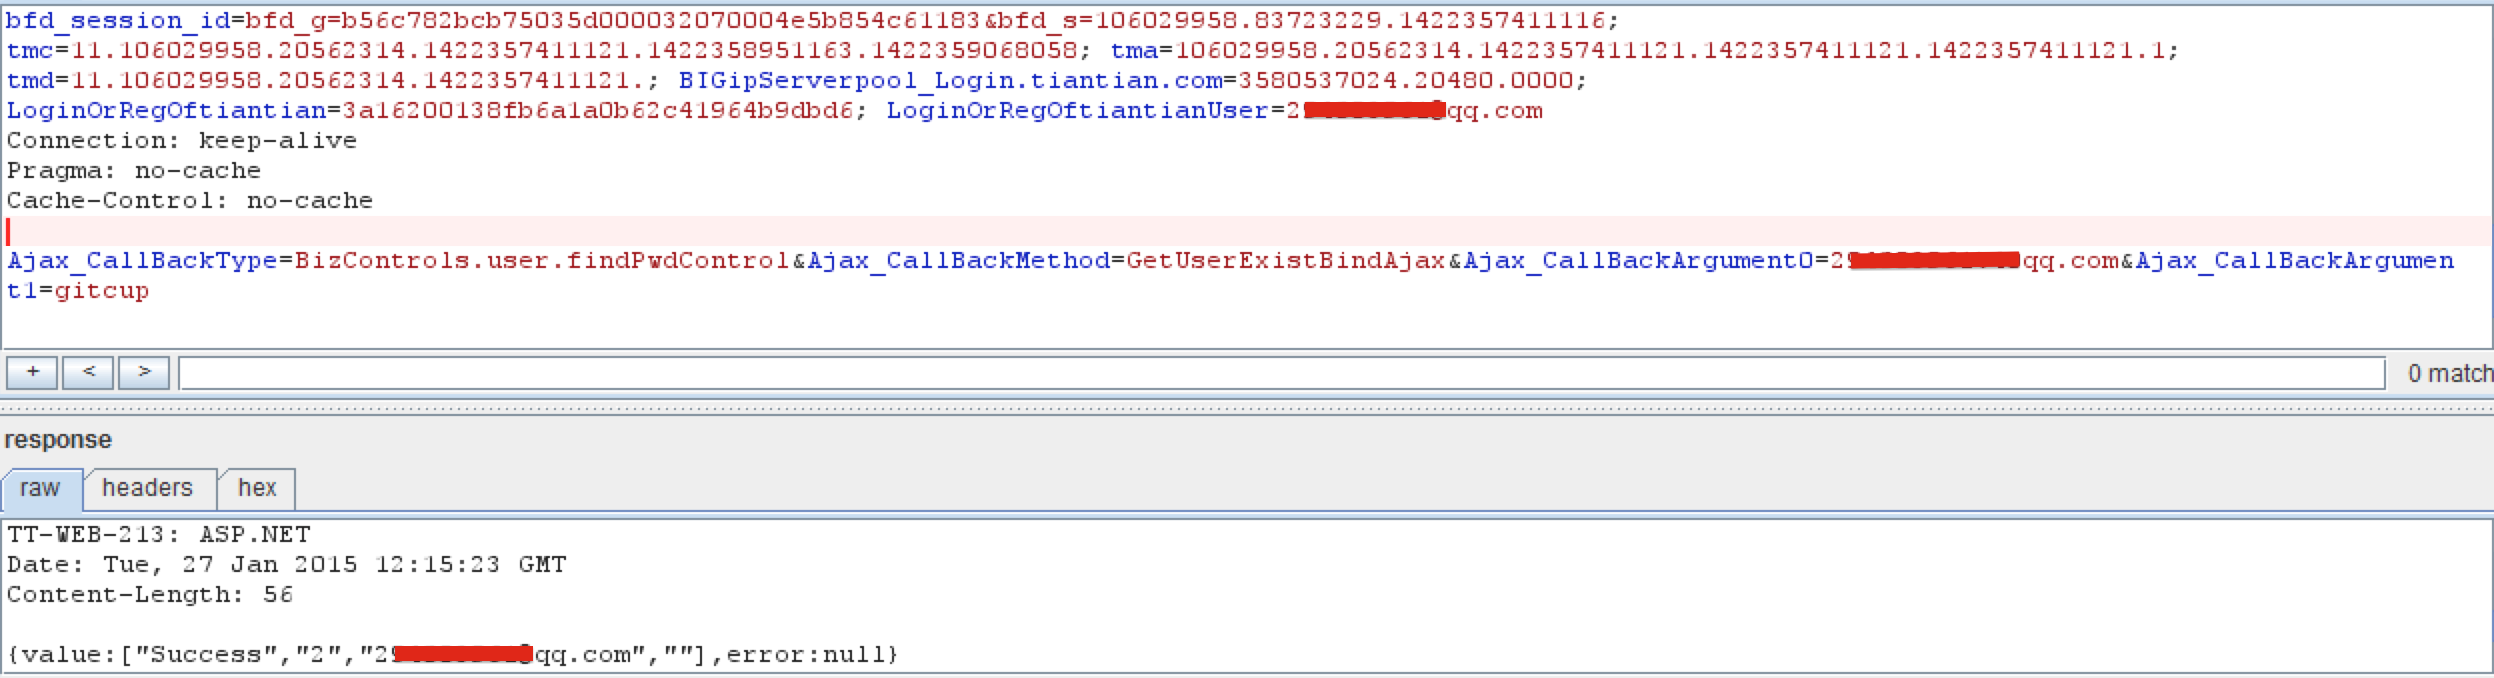 bfd_session_id=bfd_g=b56c782bcb75035d000032070004e5b854c61183&bfd_s=106029958.83723229.1422357411116;
tmc=11.106029958.20562314.1422357411121.1422358951163.1422359068058; tma=106029958.20562314.1422357411121.1422357411121.1422357411121.1;
tmd=11.106029958.20562314.1422357411121.; BIGipServerpool_Login.tiantian.com=3580537024.20480.0000;
LoginOrRegOftiantian=3a16200138fb6a1a0b62c41964b9dbd6; LoginOrRegOftiantianUser=2 qq.com
Connection: keep-alive
Pragma: no-cache
Cache-Control: no-cache
Ajax_CallBackType=BizControls.user.findPwdControl&Ajax_CallBackMethod=GetUserExistBindAjax&Ajax_CallBackArgument0=2 qq.com&Ajax_CallBackArgumen
t1=gitcup
+ < > 0 match
response
raw headers hex
TT-WEB-213: ASP.NET
Date: Tue, 27 Jan 2015 12:15:23 GMT
Content-Length: 56
{value:["Success","2","2 qq.com",""],error:null}